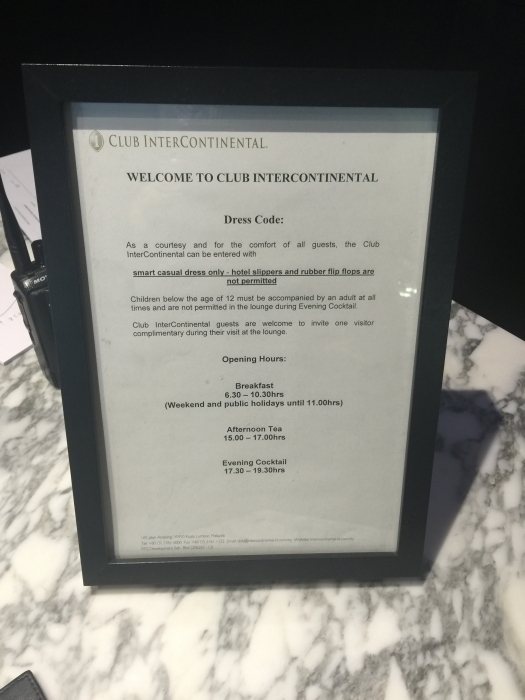 CLUB INTERCONTINENTAL
WELCOME TO CLUB INTERCONTINENTAL
Dress Code:
As a courtesy and for the comfort of all guests, the Club
InterContinental can be entered with
smart casual dress only - hotel slippers and rubber flip flops are
not permitted
Children below the age of 12 must be accompanied by an adult at all
times and are not permitted in the lounge during Evening Cocktail.
Club InterContinental guests are welcome to invite one visitor
complimentary during their visit at the lounge.
Opening Hours:
Breakfast
6.30 – 10.30hrs
(Weekend and public holidays until 11.00hrs)
Afternoon Tea
15.00 – 17.00hrs
Evening Cocktail
17.30 – 19.30hrs